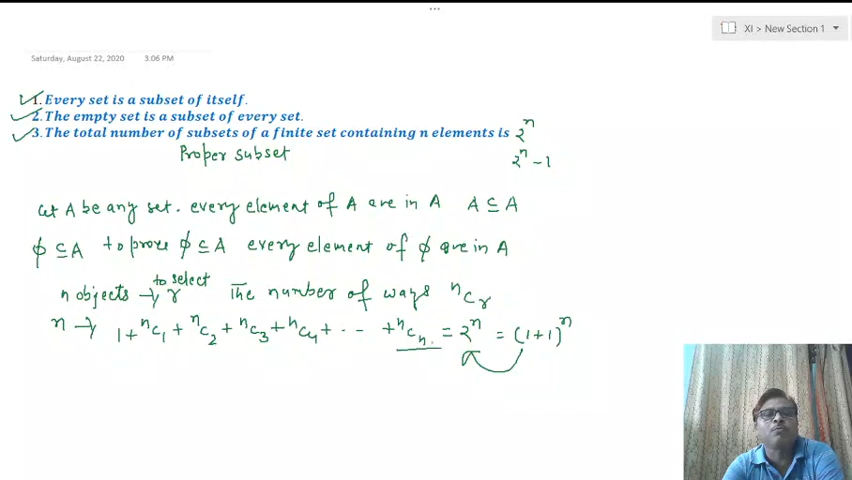 XI > New Section 1
Saturday, August 22, 2020 3:06 PM
1. Every set is a subset of itself.
2. The empty set is a subset of every set.
3. The total number of subsets of a finite set containing n elements is 2ⁿ
Proper subset 2ⁿ - 1
Let A be any set. every element of A are in A A ⊆ A
ϕ ⊆ A to prove ϕ ⊆ A every element of ϕ are in A
n objects → to select r The number of ways ⁿCᵣ
n → 1 + ⁿC₁ + ⁿC₂ + ⁿC₃ + ⁿC₄ + ... + ⁿCₙ = 2ⁿ = (1+1)ⁿ